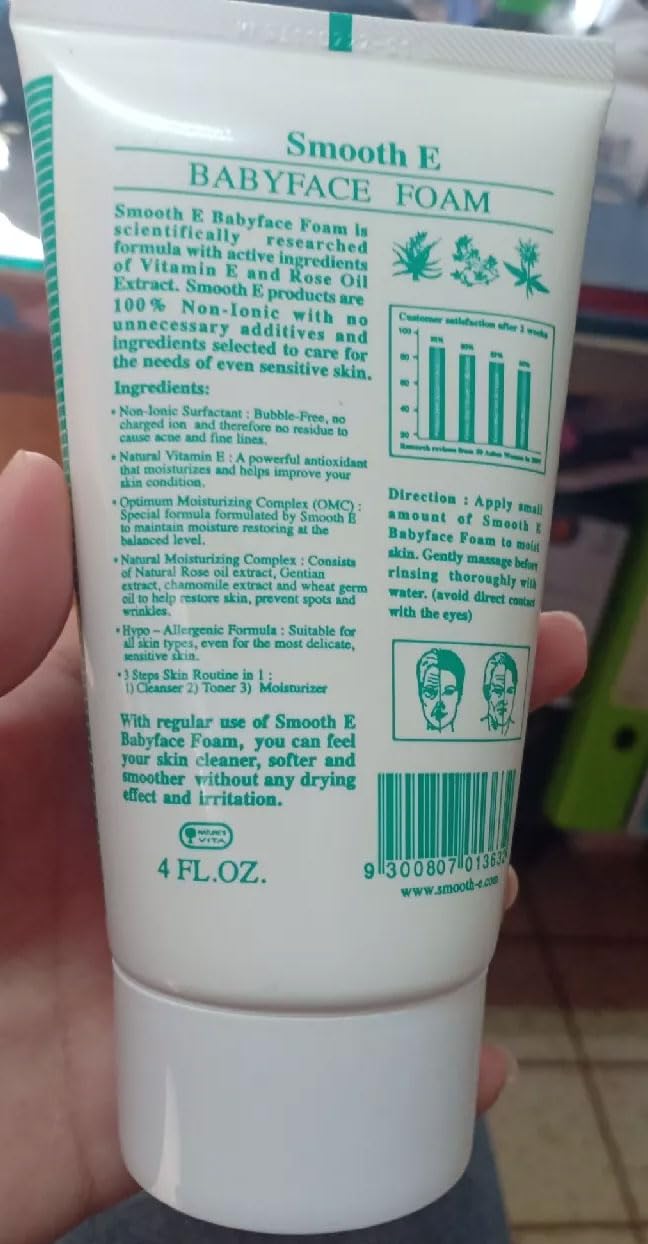 Smooth E
BABYFACE FOAM
Smooth E Babyface Foam is
scientifically researched
formula with active ingredients
of Vitamin E and Rose Oil
Extract. Smooth E products are
100% Non-Ionic with no
unnecessary additives and
ingredients selected to care for
the needs of even sensitive skin.
Ingredients:
• Non-Ionic Surfactant : Bubble-Free, no
charged ion and therefore no residue to
cause acne and fine lines.
• Natural Vitamin E : A powerful antioxidant
that moisturizes and helps improve your
skin condition.
• Optimum Moisturizing Complex (OMC) :
Special formula formulated by Smooth E
to maintain moisture restoring at the
balanced level.
• Natural Moisturizing Complex : Consists
of Natural Rose oil extract, Gentian
extract, chamomile extract and wheat germ
oil to help restore skin, prevent spots and
wrinkles.
• Hypo – Allergenic Formula : Suitable for
all skin types, even for the most delicate,
sensitive skin.
• 3 Steps Skin Routine in 1 :
1) Cleanser 2) Toner 3) Moisturizer
With regular use of Smooth E
Babyface Foam, you can feel
your skin cleaner, softer and
smoother without any drying
effect and irritation.
NATURE'S
VITA
4 FL.OZ.
Customer satisfaction after 2 weeks
100
80
60
40
20
Direction : Apply small
amount of Smooth E
Babyface Foam to moist
skin. Gently massage before
rinsing thoroughly with
water. (avoid direct contact
with the eyes)
9 300807 01363
www.smooth-e.com